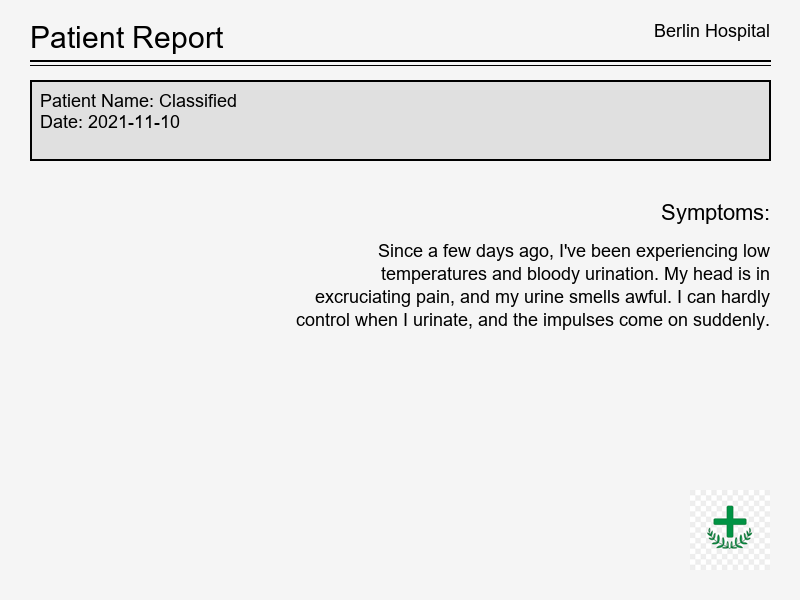 Patient Report
Berlin Hospital
Patient Name: Classified
Date: 2021-11-10
Symptoms:
Since a few days ago, I've been experiencing low
temperatures and bloody urination. My head is in
excruciating pain, and my urine smells awful. I can hardly
control when I urinate, and the impulses come on suddenly.